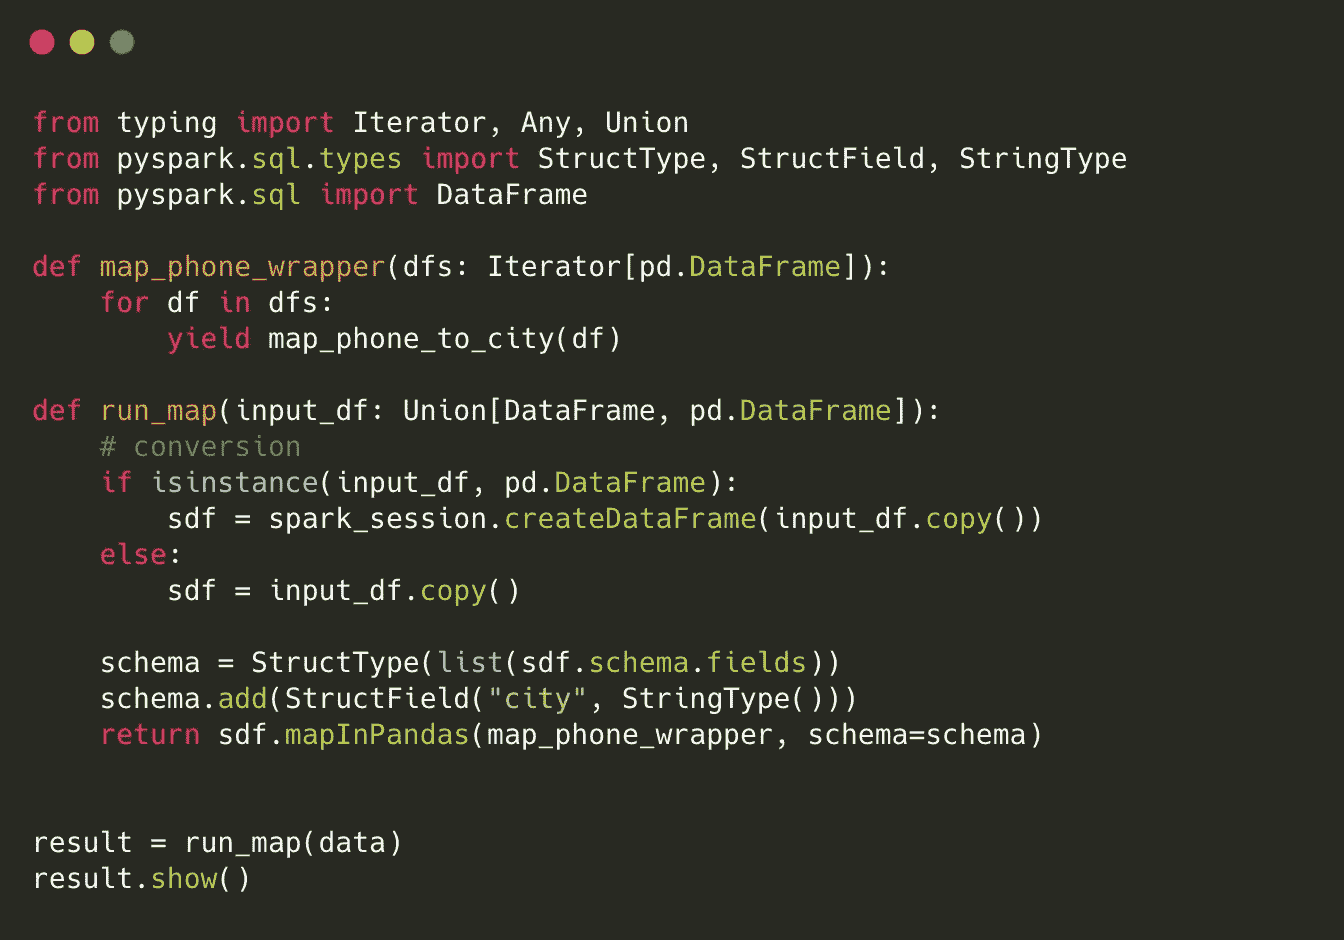 from typing import Iterator, Any, Union
from pyspark.sql.types import StructType, StructField, StringType
from pyspark.sql import DataFrame
def map_phone_wrapper(dfs: Iterator[pd.DataFrame]):
    for df in dfs:
        yield map_phone_to_city(df)
def run_map(input_df: Union[DataFrame, pd.DataFrame]):
    # conversion
    if isinstance(input_df, pd.DataFrame):
        sdf = spark_session.createDataFrame(input_df.copy())
    else:
        sdf = input_df.copy()
    schema = StructType(list(sdf.schema.fields))
    schema.add(StructField("city", StringType()))
    return sdf.mapInPandas(map_phone_wrapper, schema=schema)
result = run_map(data)
result.show()